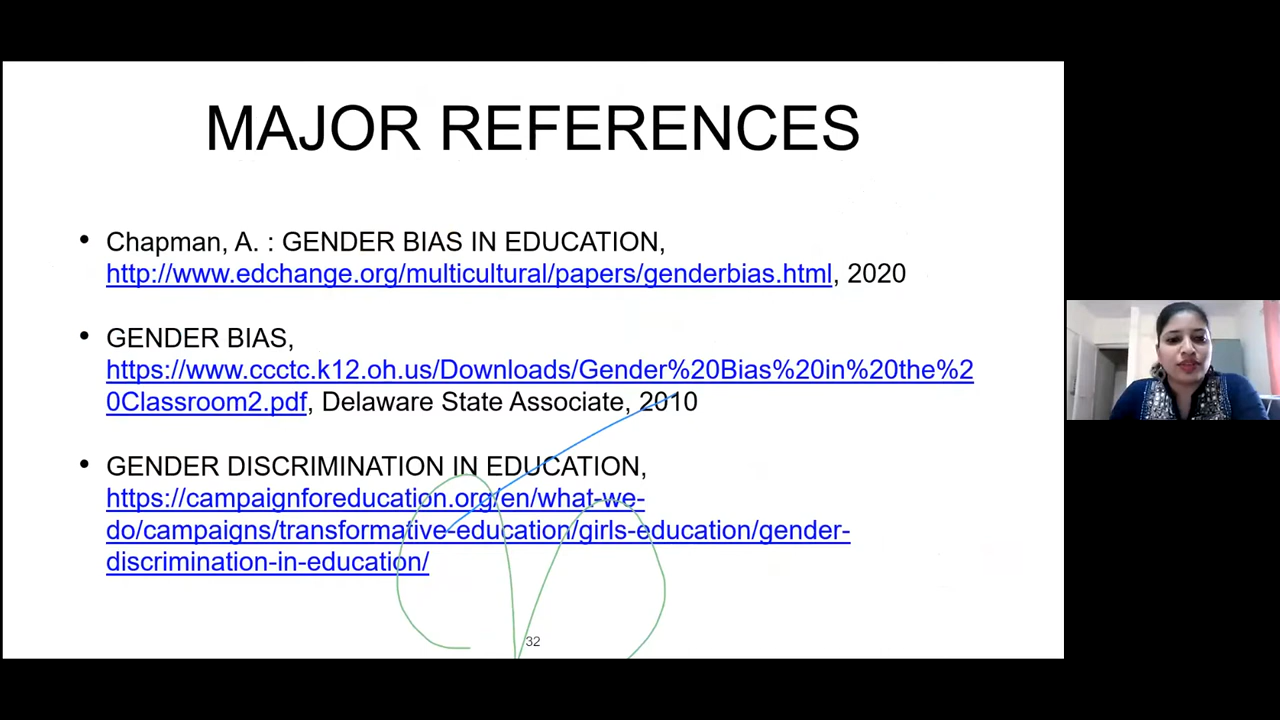 MAJOR REFERENCES
• Chapman, A. : GENDER BIAS IN EDUCATION,
http://www.edchange.org/multicultural/papers/genderbias.html, 2020
• GENDER BIAS,
https://www.ccctc.k12.oh.us/Downloads/Gender%20Bias%20in%20the%2
0Classroom2.pdf, Delaware State Associate, 2010
• GENDER DISCRIMINATION IN EDUCATION,
https://campaignforeducation.org/en/what-we-
do/campaigns/transformative-education/girls-education/gender-
discrimination-in-education/
32